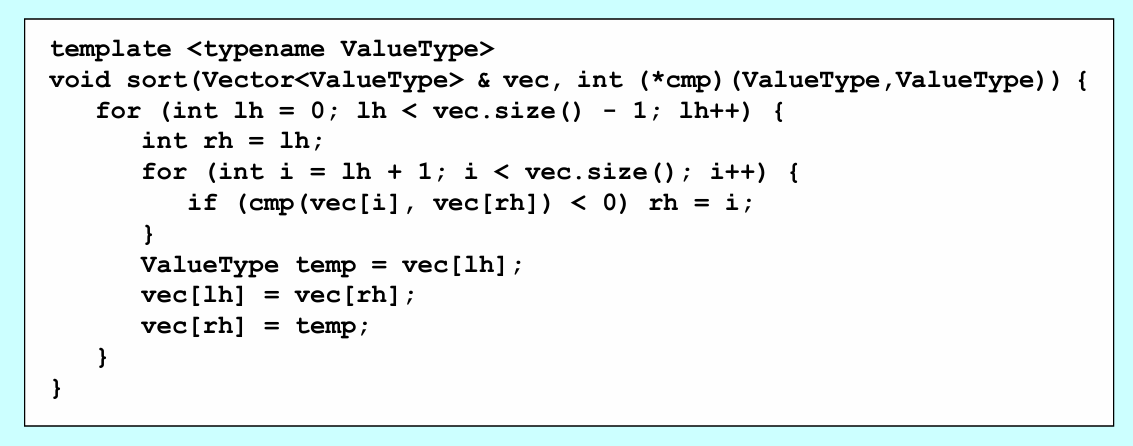 template <typename ValueType>
void sort(Vector<ValueType> & vec, int (*cmp)(ValueType,ValueType)) {
   for (int lh = 0; lh < vec.size() - 1; lh++) {
      int rh = lh;
      for (int i = lh + 1; i < vec.size(); i++) {
         if (cmp(vec[i], vec[rh]) < 0) rh = i;
      }
      ValueType temp = vec[lh];
      vec[lh] = vec[rh];
      vec[rh] = temp;
   }
}